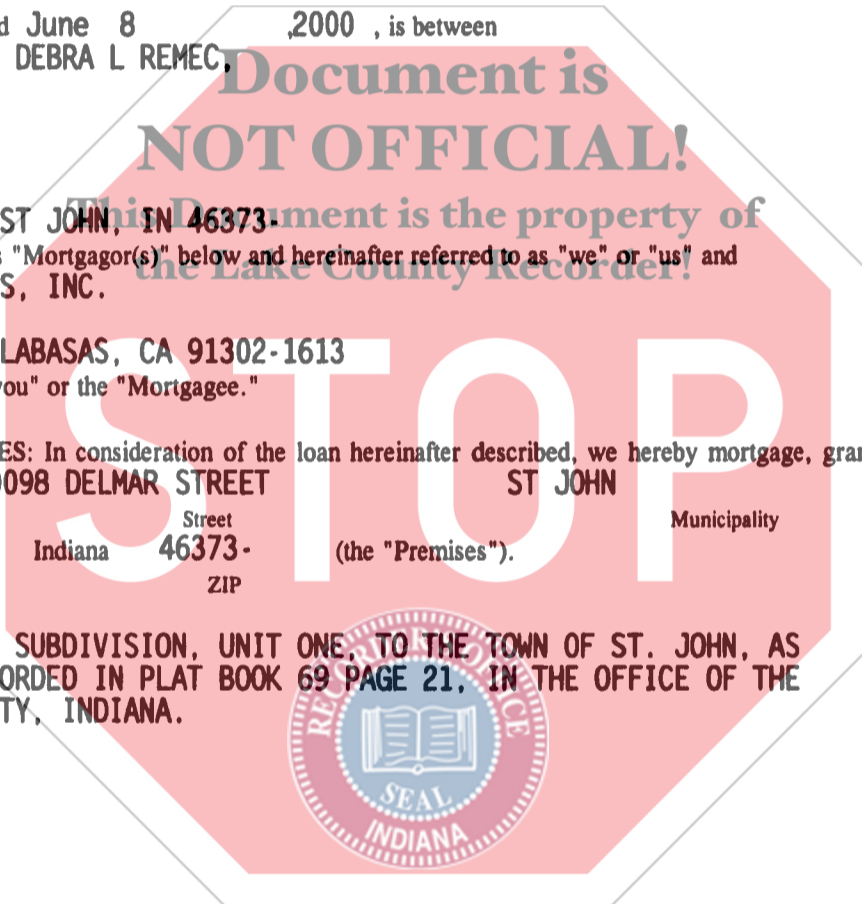 d June 8 ,2000 , is between
DEBRA L REMEC,
Document is
NOT OFFICIAL!
This Document is the property of
the Lake County Recorder!
ST JOHN, IN 46373-
"Mortgagor(s)" below and hereinafter referred to as "we" or "us" and
S, INC.
LABASAS, CA 91302-1613
you" or the "Mortgagee."
STOP
ES: In consideration of the loan hereinafter described, we hereby mortgage, gran
098 DELMAR STREET ST JOHN
Street Municipality
Indiana 46373- (the "Premises").
ZIP
SUBDIVISION, UNIT ONE, TO THE TOWN OF ST. JOHN, AS
ORDED IN PLAT BOOK 69 PAGE 21, IN THE OFFICE OF THE
TY, INDIANA.
RECORDER'S OFFICE
SEAL
INDIANA